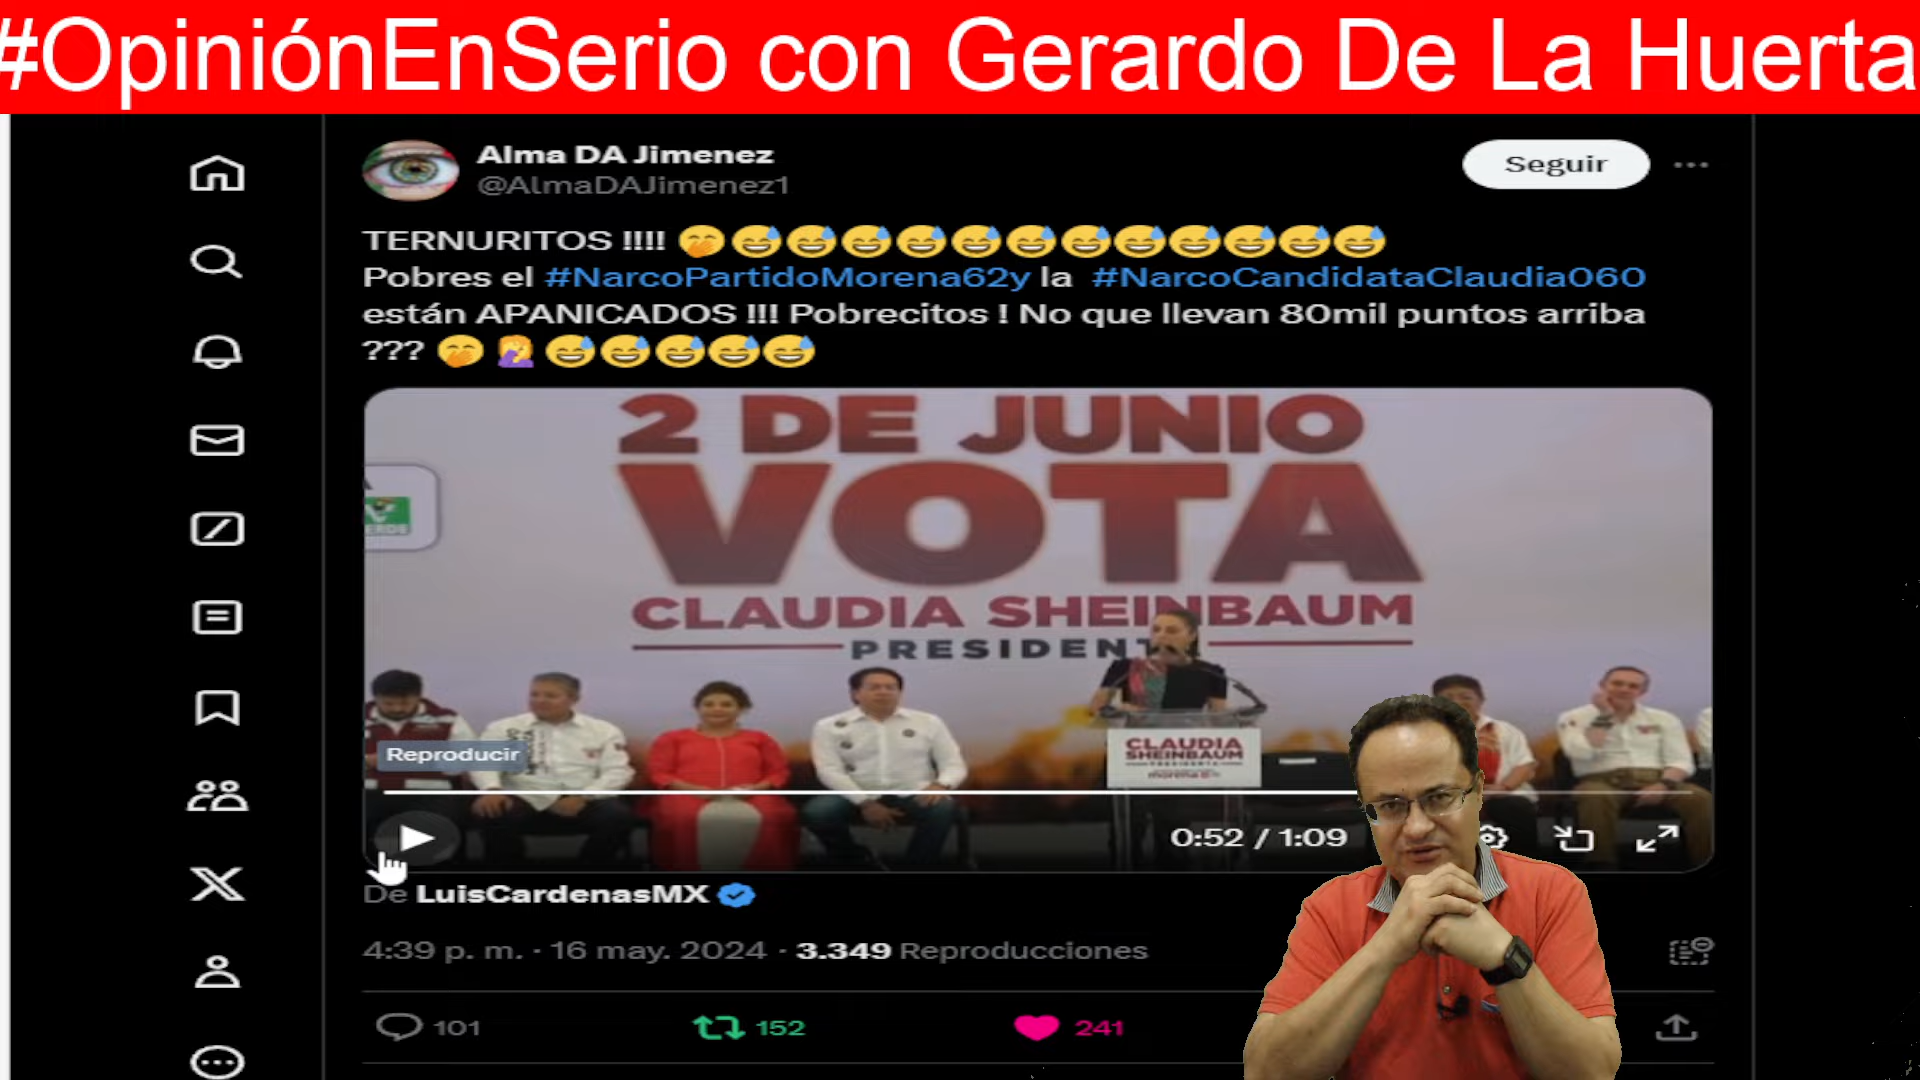 #OpiniónEnSerio con Gerardo De La Huerta
Alma DA Jimenez
@AlmaDAJimenez1
Seguir
TERNURITOS !!!! 🤭😅😅😅😅😅😅😅😅😅😅😅😅
Pobres el #NarcoPartidoMorena62y la #NarcoCandidataClaudia060
están APANICADOS !!! Pobrecitos ! No que llevan 80mil puntos arriba
??? 🤭🤦‍♀️😅😅😅😅😅
2 DE JUNIO
VOTA
CLAUDIA SHEINBAUM
PRESIDENT
CLAUDIA
SHEINBAUM
PRESIDENTA
morena
Reproducir
0:52 / 1:09
De LuisCardenasMX
4:39 p. m. · 16 may. 2024 · 3.349 Reproducciones
101
152
241